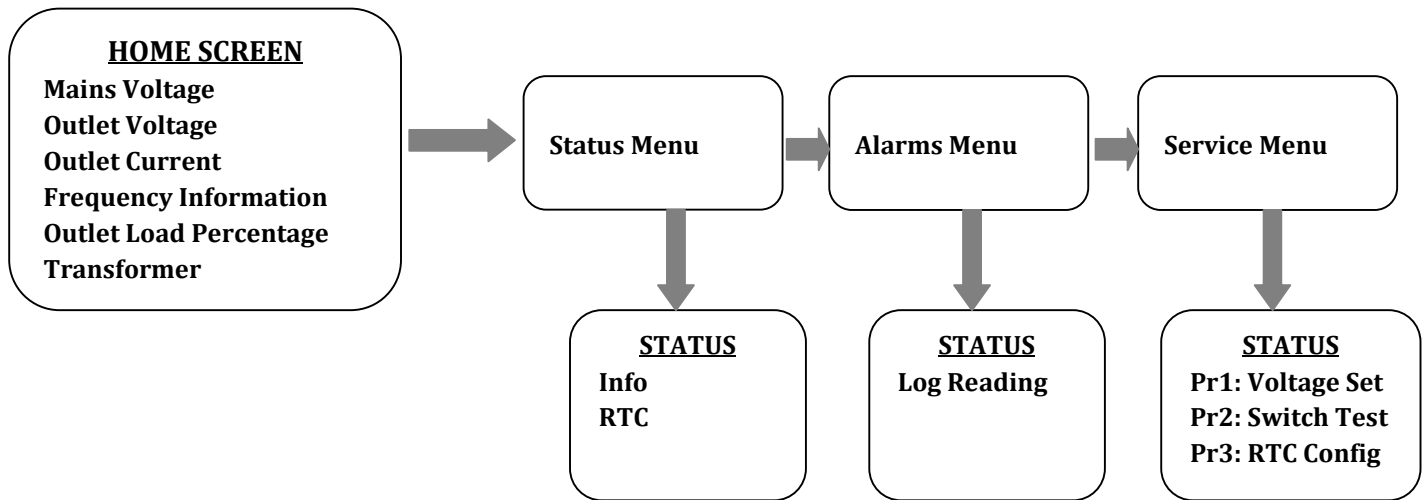 HOME SCREEN
Mains Voltage
Outlet Voltage
Outlet Current
Frequency Information
Outlet Load Percentage
Transformer
Status Menu
Alarms Menu
Service Menu
STATUS
Info
RTC
STATUS
Log Reading
STATUS
Pr1: Voltage Set
Pr2: Switch Test
Pr3: RTC Config